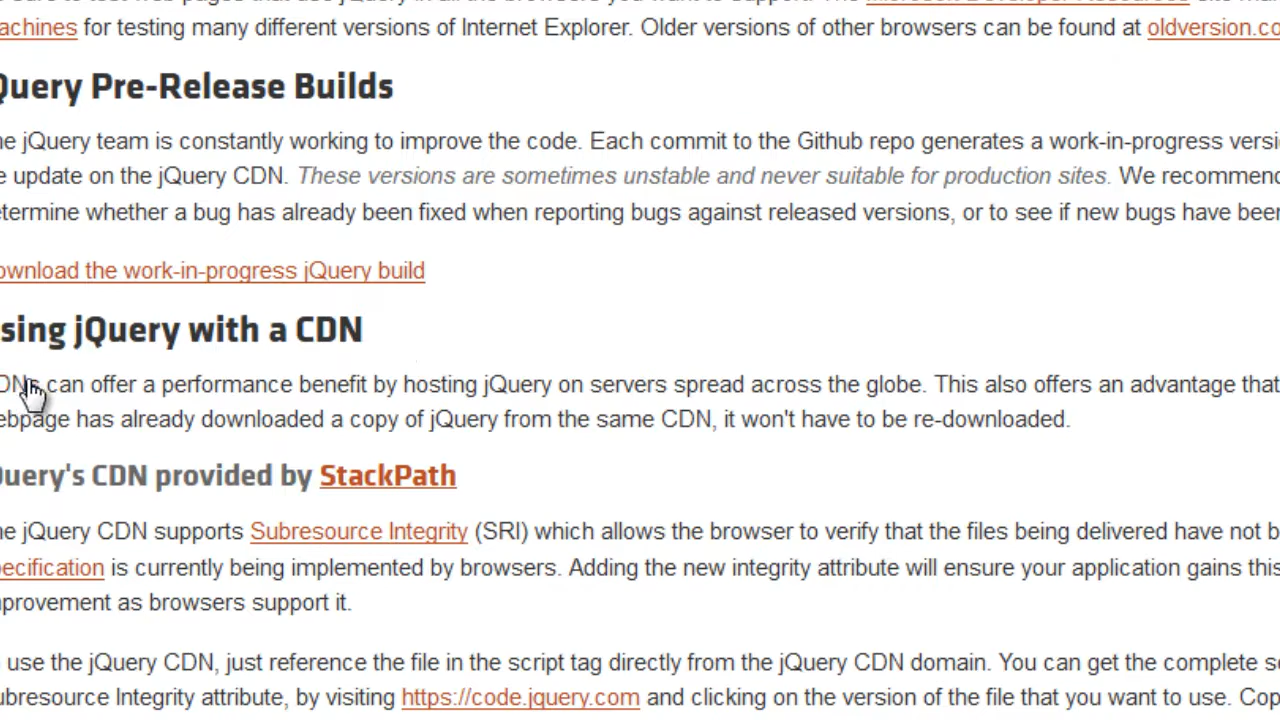 achines for testing many different versions of Internet Explorer. Older versions of other browsers can be found at oldversion.co
Query Pre-Release Builds
he jQuery team is constantly working to improve the code. Each commit to the Github repo generates a work-in-progress versi
e update on the jQuery CDN. These versions are sometimes unstable and never suitable for production sites. We recommend
etermine whether a bug has already been fixed when reporting bugs against released versions, or to see if new bugs have been
ownload the work-in-progress jQuery build
sing jQuery with a CDN
DNs can offer a performance benefit by hosting jQuery on servers spread across the globe. This also offers an advantage that
ebpage has already downloaded a copy of jQuery from the same CDN, it won't have to be re-downloaded.
Query's CDN provided by StackPath
he jQuery CDN supports Subresource Integrity (SRI) which allows the browser to verify that the files being delivered have not b
pecification is currently being implemented by browsers. Adding the new integrity attribute will ensure your application gains this
nprovement as browsers support it.
use the jQuery CDN, just reference the file in the script tag directly from the jQuery CDN domain. You can get the complete sc
ubresource Integrity attribute, by visiting https://code.jquery.com and clicking on the version of the file that you want to use. Cop